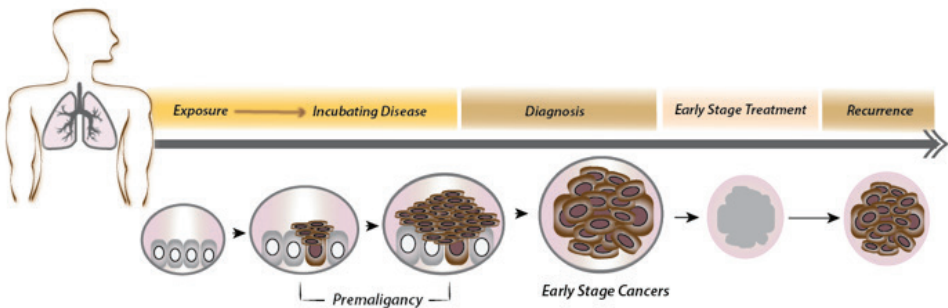 Exposure
Incubating Disease
Diagnosis
Early Stage Treatment
Recurrence
Premaligancy
Early Stage Cancers